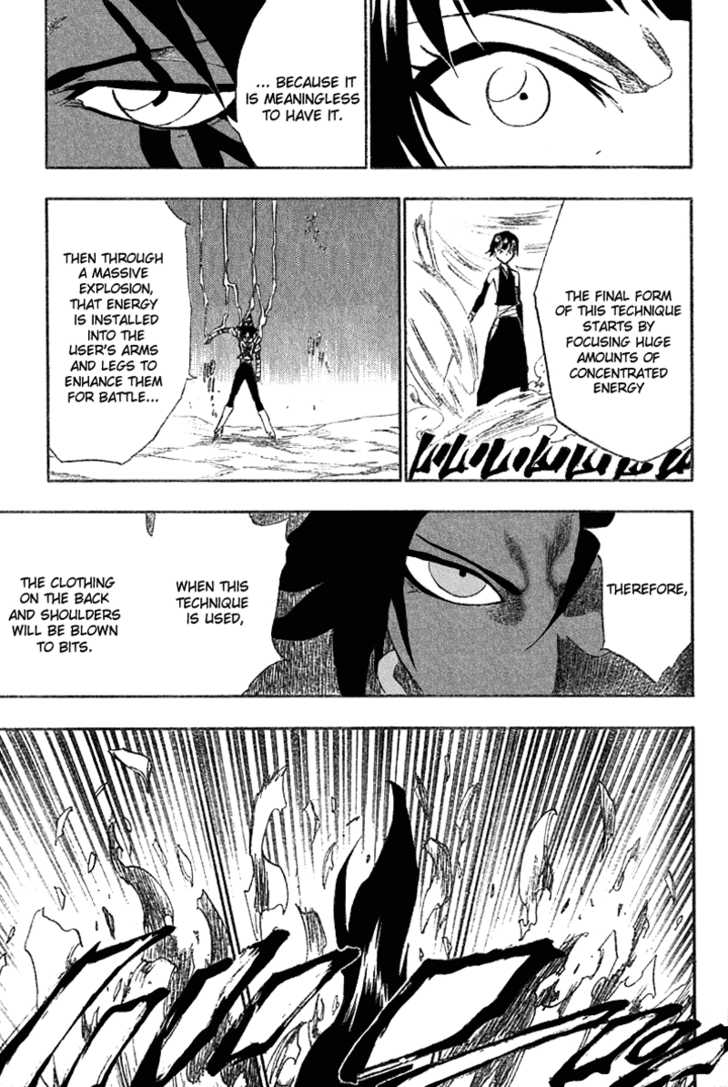 ... BECAUSE IT
IS MEANINGLESS
TO HAVE IT.
THE FINAL FORM
OF THIS TECHNIQUE
STARTS BY
FOCUSING HUGE
AMOUNTS OF
CONCENTRATED
ENERGY
THEN THROUGH
A MASSIVE
EXPLOSION,
THAT ENERGY
IS INSTALLED
INTO THE
USER'S ARMS
AND LEGS TO
ENHANCE THEM
FOR BATTLE...
THEREFORE,
WHEN THIS
TECHNIQUE
IS USED,
THE CLOTHING
ON THE BACK
AND SHOULDERS
WILL BE BLOWN
TO BITS.